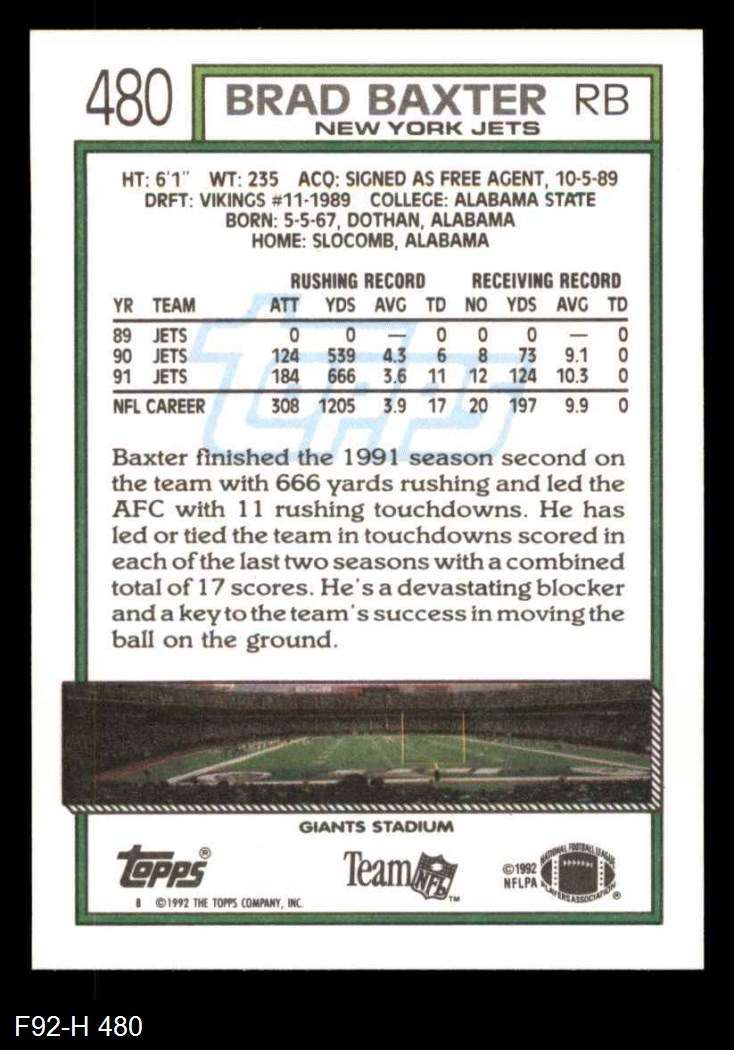 480 BRAD BAXTER RB
NEW YORK JETS
HT: 6'1" WT: 235 ACQ: SIGNED AS FREE AGENT, 10-5-89
DRFT: VIKINGS #11-1989 COLLEGE: ALABAMA STATE
BORN: 5-5-67, DOTHAN, ALABAMA
HOME: SLOCOMB, ALABAMA
RUSHING RECORD RECEIVING RECORD
YR TEAM ATT YDS AVG TD NO YDS AVG TD
89 JETS 0 0 — 0 0 0 — 0
90 JETS 124 539 4.3 6 8 73 9.1 0
91 JETS 184 666 3.6 11 12 124 10.3 0
NFL CAREER 308 1205 3.9 17 20 197 9.9 0
topps
Baxter finished the 1991 season second on
the team with 666 yards rushing and led the
AFC with 11 rushing touchdowns. He has
led or tied the team in touchdowns scored in
each of the last two seasons with a combined
total of 17 scores. He's a devastating blocker
and a key to the team's success in moving the
ball on the ground.
GIANTS STADIUM
topps®
Team NFL™
©1992
NFLPA
NATIONAL FOOTBALL LEAGUE
PLAYERS ASSOCIATION ®
8 ©1992 THE TOPPS COMPANY, INC.
F92-H 480